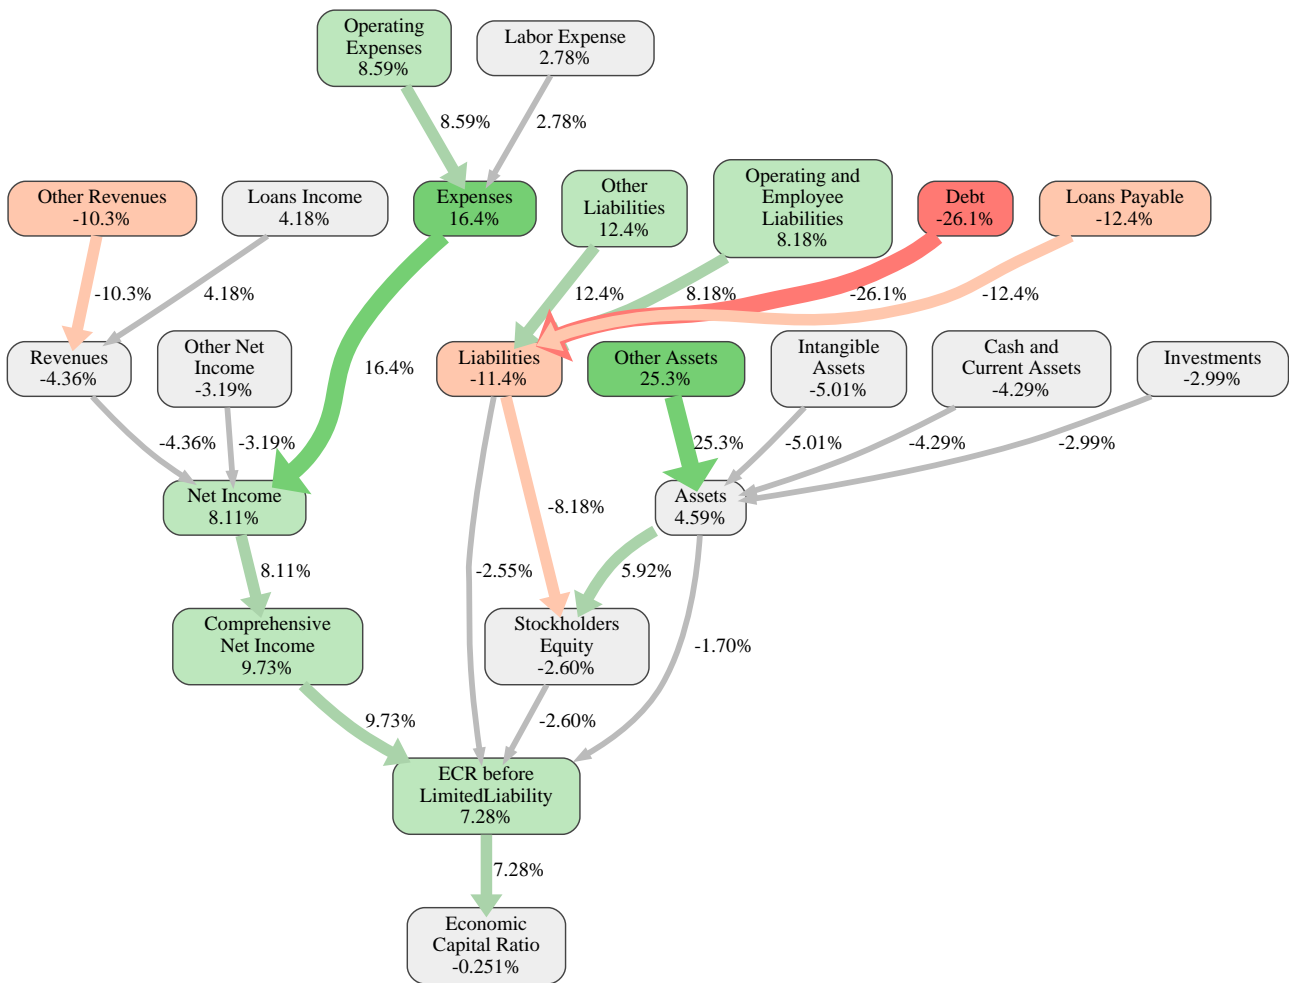 Operating
Expenses
8.59%
Labor Expense
2.78%
8.59%
2.78%
Other Revenues
-10.3%
Loans Income
4.18%
Expenses
16.4%
Other
Liabilities
12.4%
Operating and
Employee
Liabilities
8.18%
Debt
-26.1%
Loans Payable
-12.4%
-10.3%
4.18%
16.4%
12.4%
8.18%
-26.1%
-12.4%
Revenues
-4.36%
Other Net
Income
-3.19%
Liabilities
-11.4%
Other Assets
25.3%
Intangible
Assets
-5.01%
Cash and
Current Assets
-4.29%
Investments
-2.99%
-4.36%
-3.19%
25.3%
-5.01%
-4.29%
-2.99%
Net Income
8.11%
Assets
4.59%
-8.18%
8.11%
-2.55%
5.92%
-1.70%
Comprehensive
Net Income
9.73%
Stockholders
Equity
-2.60%
9.73%
-2.60%
ECR before
LimitedLiability
7.28%
7.28%
Economic
Capital Ratio
-0.251%